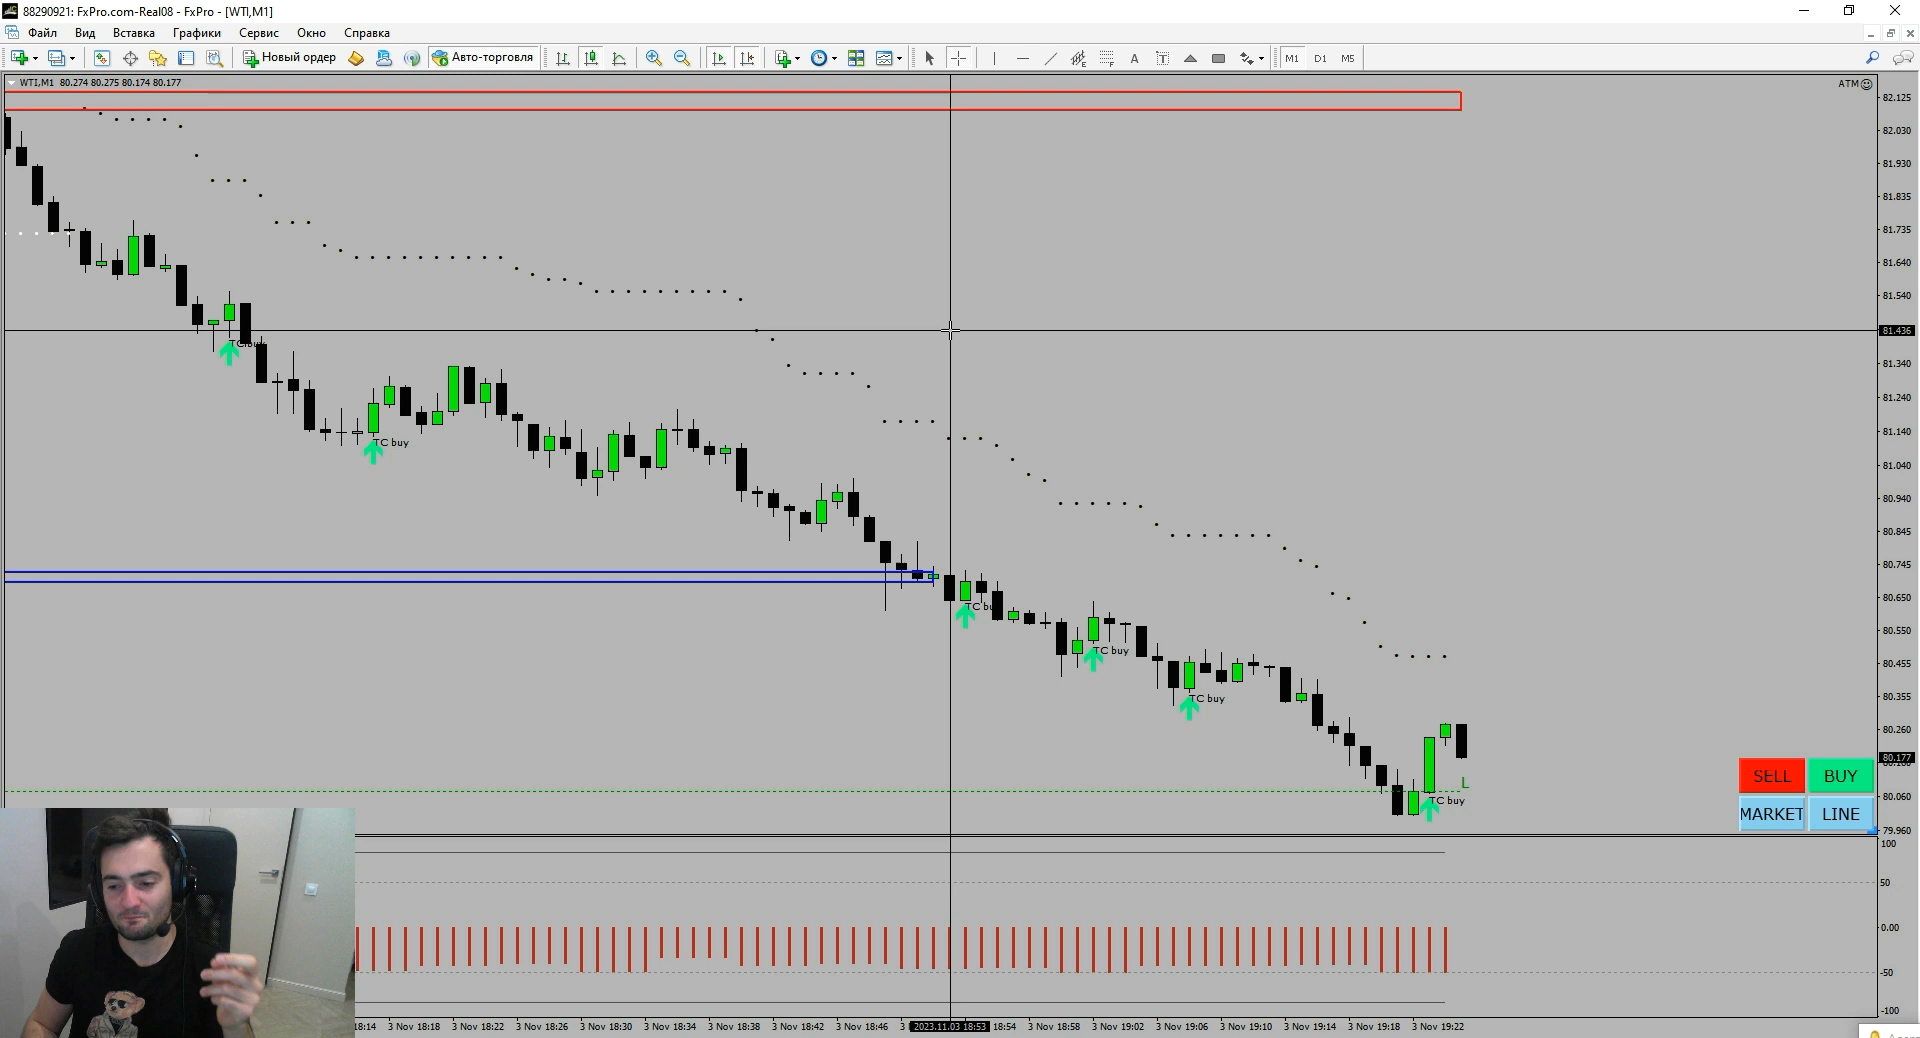 88290921: FxPro.com-Real08 - FxPro - [WTI,M1]
Файл Вид Вставка Графики Сервис Окно Справка
Новый ордер Авто-торговля A T M1 D1 M5
WTI,M1 80.274 80.275 80.174 80.177
ATM
82.125
82.030
81.930
81.835
81.735
81.640
81.540
81.436
TC buy
81.340
81.240
TC buy
81.140
81.040
80.940
80.845
80.745
TC bu
80.650
80.550
TC buy
80.455
TC buy
80.355
80.260
80.177
SELL BUY
L
TC buy
80.060
MARKET LINE
79.960
100
50
0.00
-50
-100
18:14 3 Nov 18:18 3 Nov 18:22 3 Nov 18:26 3 Nov 18:30 3 Nov 18:34 3 Nov 18:38 3 Nov 18:42 3 Nov 18:46 3 2023.11.03 18:53 18:54 3 Nov 18:58 3 Nov 19:02 3 Nov 19:06 3 Nov 19:10 3 Nov 19:14 3 Nov 19:18 3 Nov 19:22